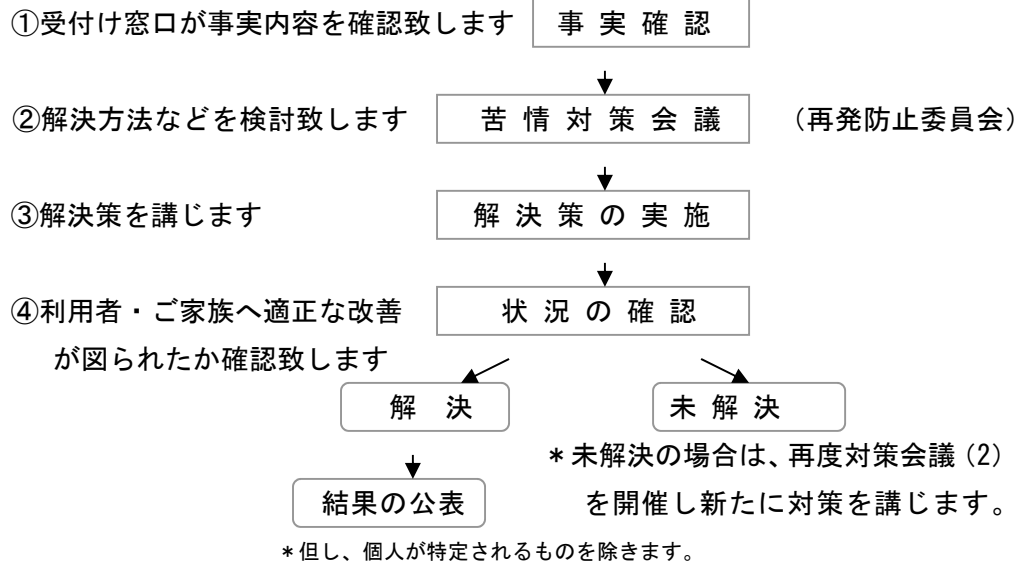 ①受付け窓口が事実内容を確認致します 事実確認
②解決方法などを検討致します 苦情対策会議 （再発防止委員会）
③解決策を講じます 解決策の実施
④利用者・ご家族へ適正な改善 状況の確認
が図られたか確認致します
解 決 未解決
＊未解決の場合は、再度対策会議（2）
を開催し新たに対策を講じます。
結果の公表
＊但し、個人が特定されるものを除きます。